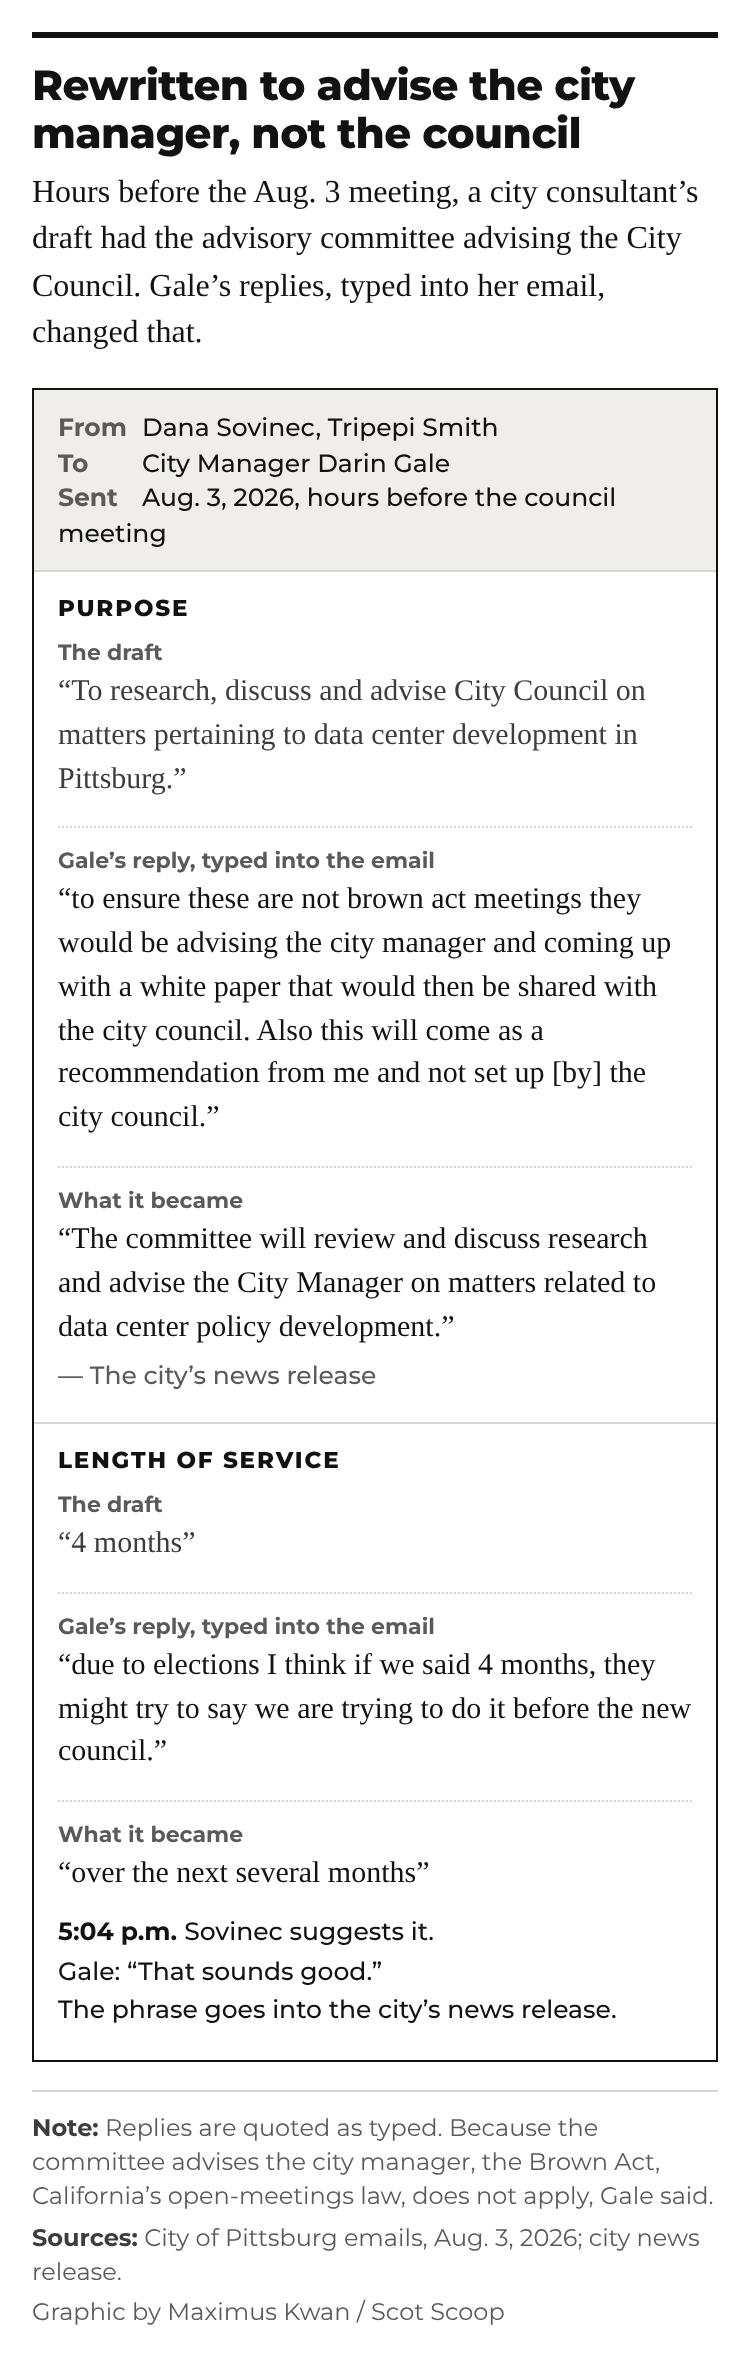 Rewritten to advise the city
manager, not the council
Hours before the Aug. 3 meeting, a city consultant’s
draft had the advisory committee advising the City
Council. Gale’s replies, typed into her email,
changed that.
From Dana Sovinec, Tripepi Smith
To City Manager Darin Gale
Sent Aug. 3, 2026, hours before the council
meeting
PURPOSE
The draft
“To research, discuss and advise City Council on
matters pertaining to data center development in
Pittsburg.”
Gale’s reply, typed into the email
“to ensure these are not brown act meetings they
would be advising the city manager and coming up
with a white paper that would then be shared with
the city council. Also this will come as a
recommendation from me and not set up [by] the
city council.”
What it became
“The committee will review and discuss research
and advise the City Manager on matters related to
data center policy development.”
— The city’s news release
LENGTH OF SERVICE
The draft
“4 months”
Gale’s reply, typed into the email
“due to elections I think if we said 4 months, they
might try to say we are trying to do it before the new
council.”
What it became
“over the next several months”
5:04 p.m. Sovinec suggests it.
Gale: “That sounds good.”
The phrase goes into the city’s news release.
Note: Replies are quoted as typed. Because the
committee advises the city manager, the Brown Act,
California’s open-meetings law, does not apply, Gale said.
Sources: City of Pittsburg emails, Aug. 3, 2026; city news
release.
Graphic by Maximus Kwan / Scot Scoop